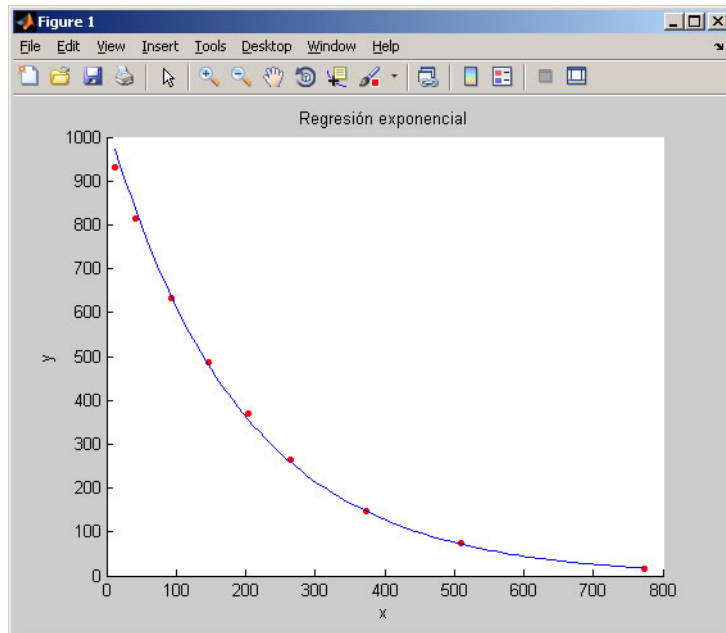 Figure 1
File Edit View Insert Tools Desktop Window Help
Regresión exponencial
1000
900
800
700
600
500
400
300
200
100
0
y
0 100 200 300 400 500 600 700 800
x